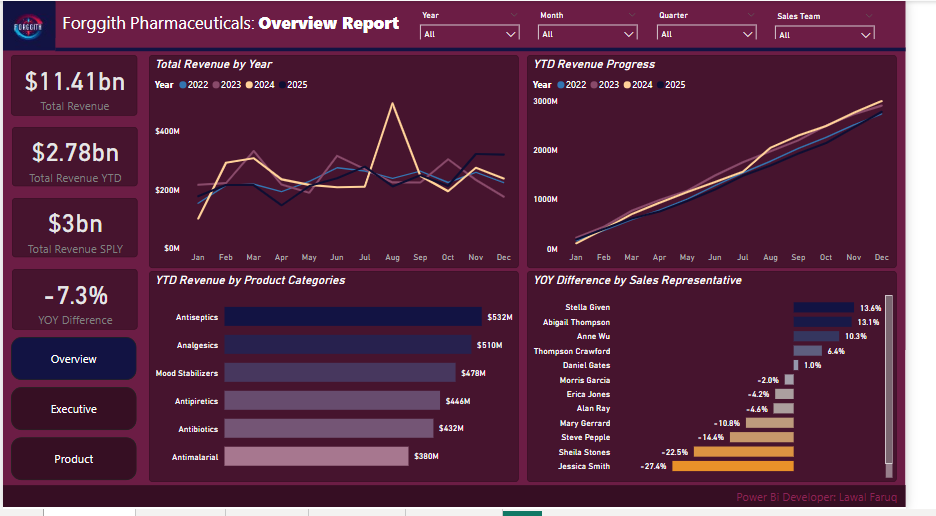 FORGGITH
Forggith Pharmaceuticals: Overview Report
Year
All
Month
All
Quarter
All
Sales Team
All
$11.41bn
Total Revenue
$2.78bn
Total Revenue YTD
$3bn
Total Revenue SPLY
-7.3%
YOY Difference
Overview
Executive
Product
Total Revenue by Year
Year 2022 2023 2024 2025
$400M
$200M
$0M
Jan Feb Mar Apr May Jun Jul Aug Sep Oct Nov Dec
YTD Revenue Progress
Year 2022 2023 2024 2025
3000M
2000M
1000M
0M
Jan Feb Mar Apr May Jun Jul Aug Sep Oct Nov Dec
YTD Revenue by Product Categories
Antiseptics $532M
Analgesics $510M
Mood Stabilizers $478M
Antipiretics $446M
Antibiotics $432M
Antimalarial $380M
YOY Difference by Sales Representative
Stella Given 13.6%
Abigail Thompson 13.1%
Anne Wu 10.3%
Thompson Crawford 6.4%
Daniel Gates 1.0%
Morris Garcia -2.0%
Erica Jones -4.2%
Alan Ray -4.6%
Mary Gerrard -10.8%
Steve Pepple -14.4%
Sheila Stones -22.5%
Jessica Smith -27.4%
Power BI Developer: Lawal Faruq